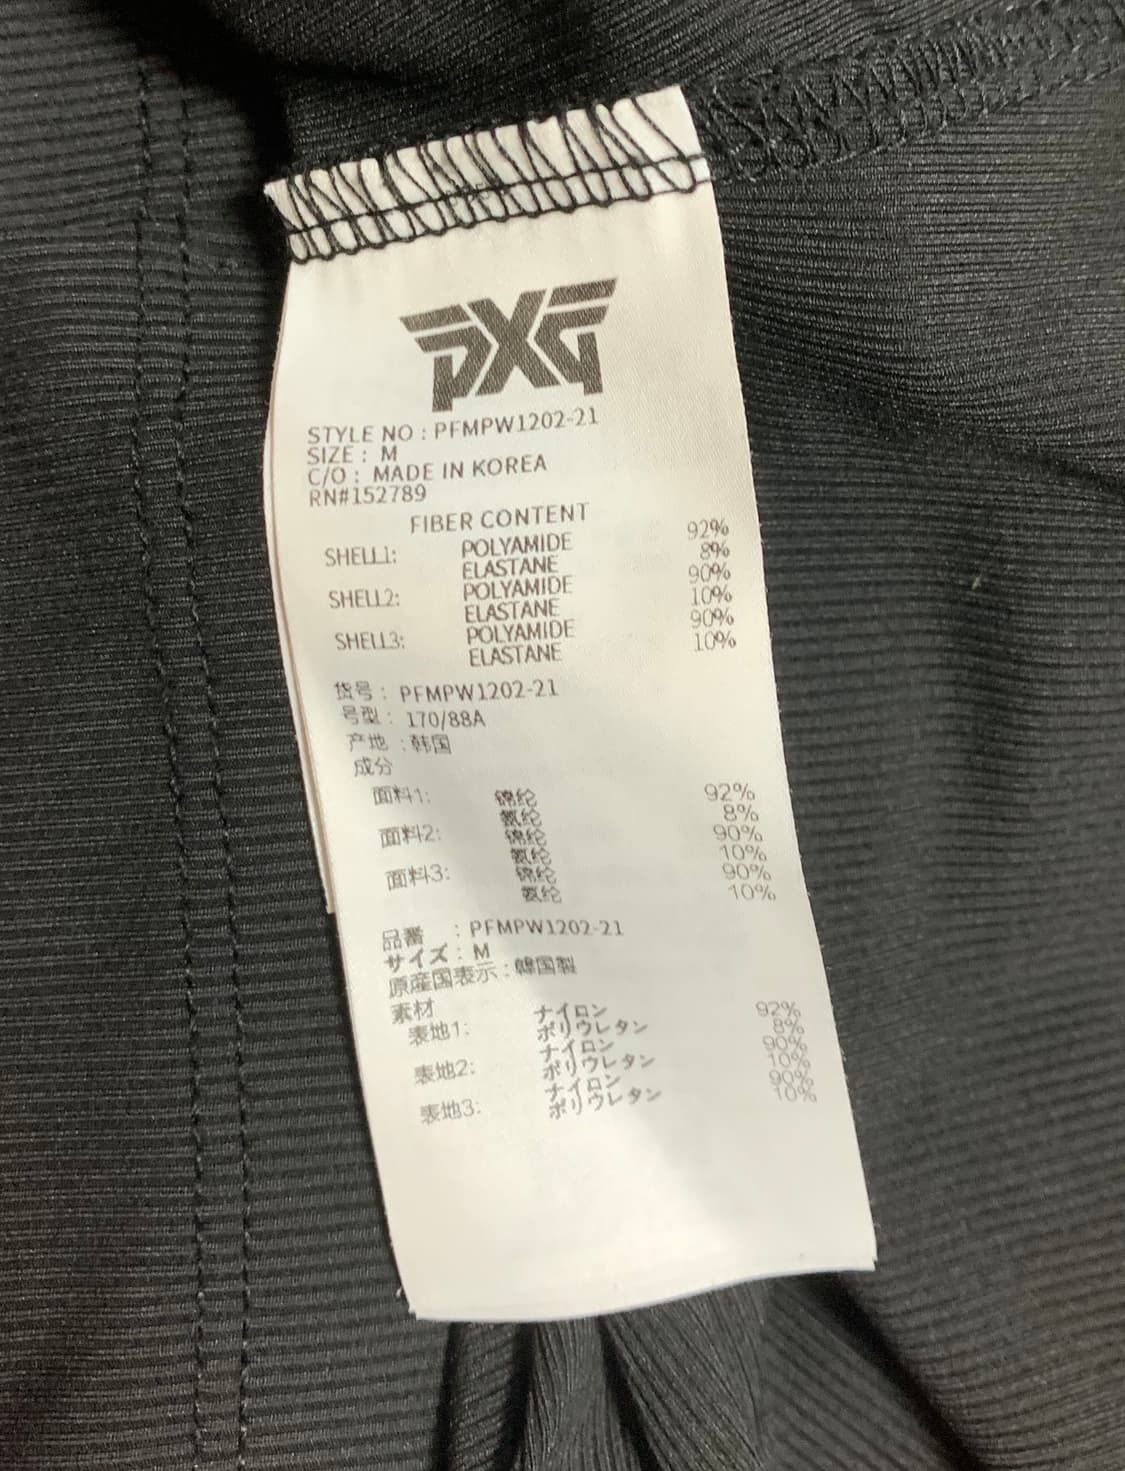 PXG
STYLE NO : PFMPW1202-21
SIZE : M
C/O : MADE IN KOREA
RN#152789
FIBER CONTENT
SHELL1: POLYAMIDE 92%
ELASTANE 8%
SHELL2: POLYAMIDE 90%
ELASTANE 10%
SHELL3: POLYAMIDE 90%
ELASTANE 10%
货号 : PFMPW1202-21
号型 : 170/88A
产地 : 韩国
成分
面料1: 锦纶 92%
氨纶 8%
面料2: 锦纶 90%
氨纶 10%
面料3: 锦纶 90%
氨纶 10%
品番 : PFMPW1202-21
サイズ : M
原産国表示 : 韓国製
素材
表地1: ナイロン 92%
ポリウレタン 8%
表地2: ナイロン 90%
ポリウレタン 10%
表地3: ナイロン 90%
ポリウレタン 10%